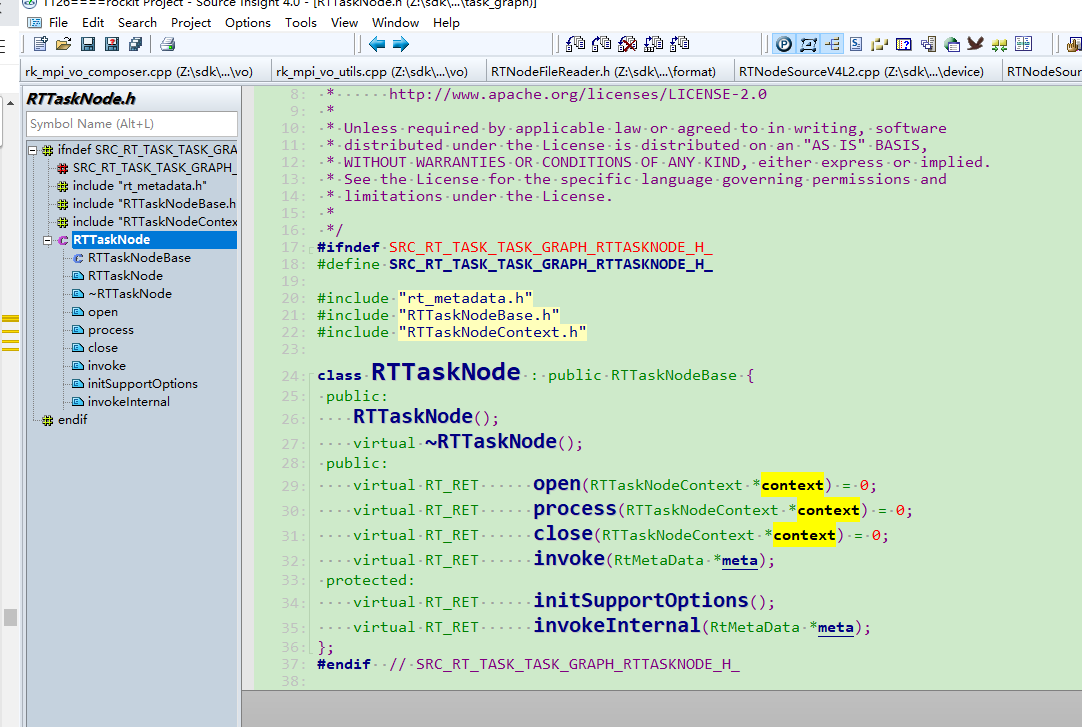 1126====rockit Project - Source Insight 4.0 - [RTTaskNode.h (Z:\sdk\...\task_graph)]
File Edit Search Project Options Tools View Window Help
rk_mpi_vo_composer.cpp (Z:\sdk\...\vo) rk_mpi_vo_utils.cpp (Z:\sdk\...\vo) RTNodeFileReader.h (Z:\sdk\...\format) RTNodeSourceV4L2.cpp (Z:\sdk\...\device) RTNodeSour
RTTaskNode.h
Symbol Name (Alt+L)
ifndef SRC_RT_TASK_TASK_GRA
SRC_RT_TASK_TASK_GRAPH_
include "rt_metadata.h"
include "RTTaskNodeBase.h
include "RTTaskNodeContex
RTTaskNode
RTTaskNodeBase
RTTaskNode
~RTTaskNode
open
process
close
invoke
initSupportOptions
invokeInternal
endif
8: * http://www.apache.org/licenses/LICENSE-2.0
9: *
10: * Unless required by applicable law or agreed to in writing, software
11: * distributed under the License is distributed on an "AS IS" BASIS,
12: * WITHOUT WARRANTIES OR CONDITIONS OF ANY KIND, either express or implied.
13: * See the License for the specific language governing permissions and
14: * limitations under the License.
15: *
16: */
17: #ifndef SRC_RT_TASK_TASK_GRAPH_RTTASKNODE_H_
18: #define SRC_RT_TASK_TASK_GRAPH_RTTASKNODE_H_
19:
20: #include "rt_metadata.h"
21: #include "RTTaskNodeBase.h"
22: #include "RTTaskNodeContext.h"
23:
24: class RTTaskNode : public RTTaskNodeBase {
25: public:
26: RTTaskNode();
27: virtual ~RTTaskNode();
28: public:
29: virtual RT_RET open(RTTaskNodeContext *context) = 0;
30: virtual RT_RET process(RTTaskNodeContext *context) = 0;
31: virtual RT_RET close(RTTaskNodeContext *context) = 0;
32: virtual RT_RET invoke(RtMetaData *meta);
33: protected:
34: virtual RT_RET initSupportOptions();
35: virtual RT_RET invokeInternal(RtMetaData *meta);
36: };
37: #endif // SRC_RT_TASK_TASK_GRAPH_RTTASKNODE_H_
38: